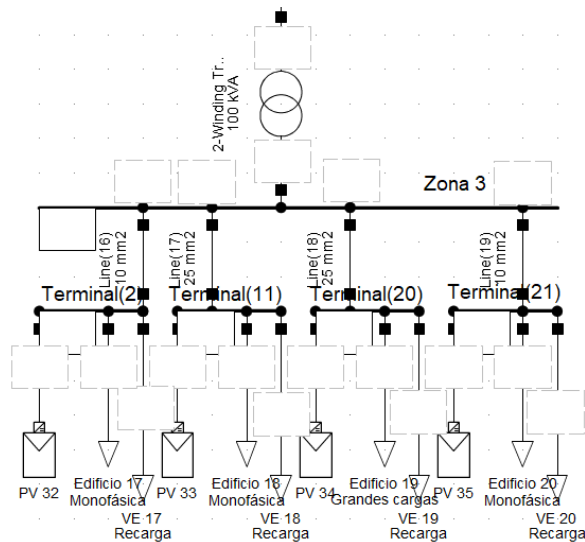 2-Winding Tr..
100 kVA
Zona 3
Line(16)
10 mm2
Line(17)
25 mm2
Line(18)
25 mm2
Line(19)
10 mm2
Terminal(2)
Terminal(11)
Terminal(20)
Terminal(21)
PV 32
Edificio 17
Monofásica
VE 17
Recarga
PV 33
Edificio 18
Monofásica
VE 18
Recarga
PV 34
Edificio 19
Grandes cargas
VE 19
Recarga
PV 35
Edificio 20
Monofásica
VE 20
Recarga